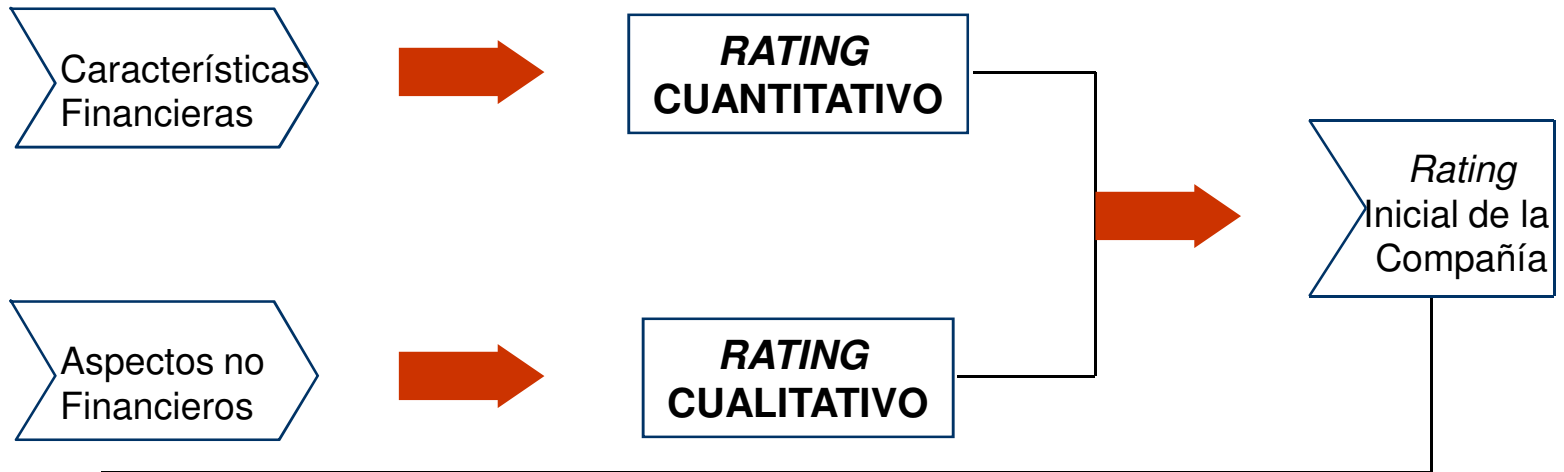 Características
Financieras
RATING
CUANTITATIVO
Rating
Inicial de la
Compañía
Aspectos no
Financieros
RATING
CUALITATIVO